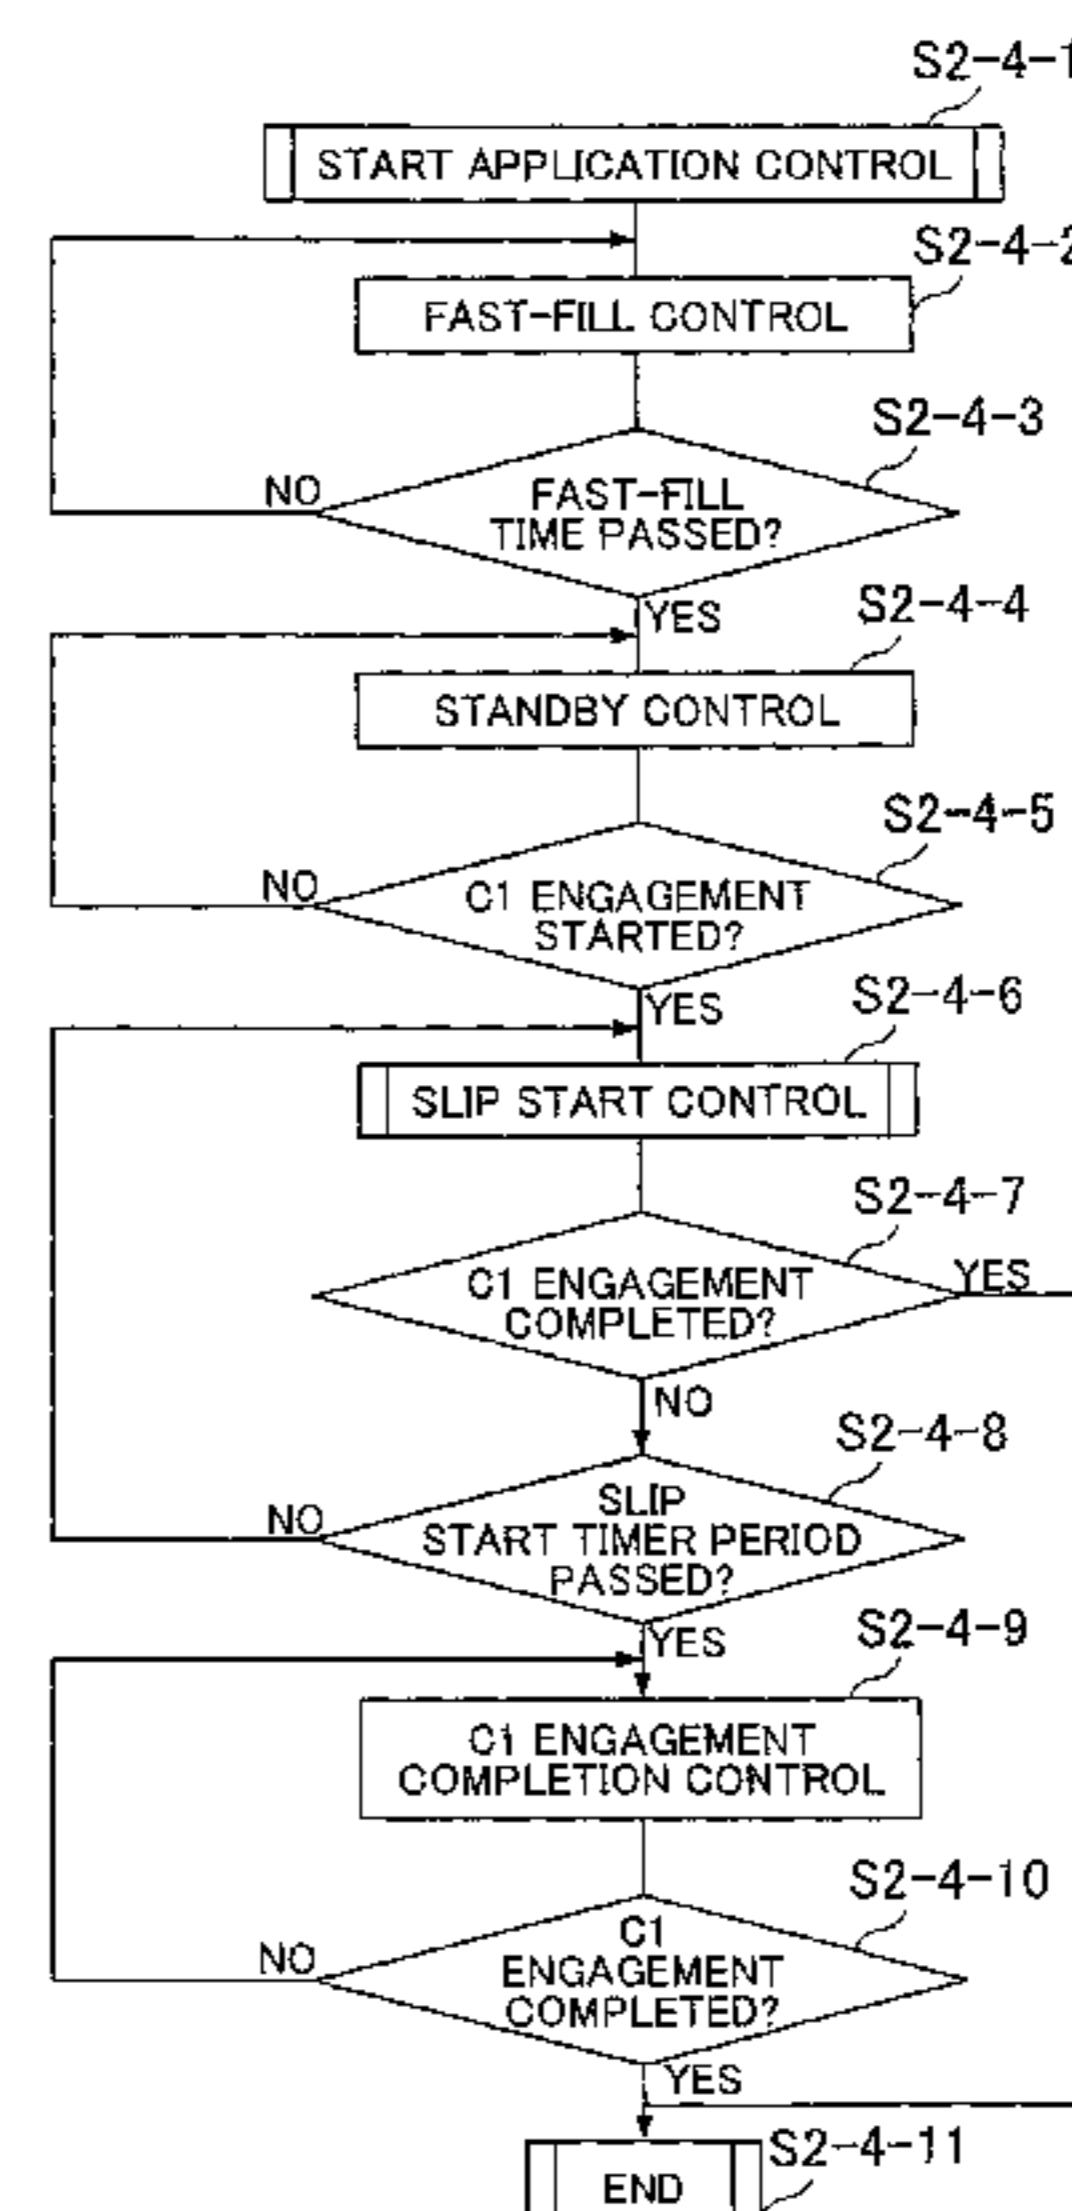 S2-4-1
START APPLICATION CONTROL
S2-4-2
FAST-FILL CONTROL
S2-4-3
FAST-FILL
TIME PASSED?
NO
YES
S2-4-4
STANDBY CONTROL
S2-4-5
C1 ENGAGEMENT
STARTED?
NO
YES
S2-4-6
SLIP START CONTROL
S2-4-7
C1 ENGAGEMENT
COMPLETED?
YES
NO
S2-4-8
SLIP
START TIMER PERIOD
PASSED?
NO
YES
S2-4-9
C1 ENGAGEMENT
COMPLETION CONTROL
S2-4-10
C1
ENGAGEMENT
COMPLETED?
NO
YES
S2-4-11
END